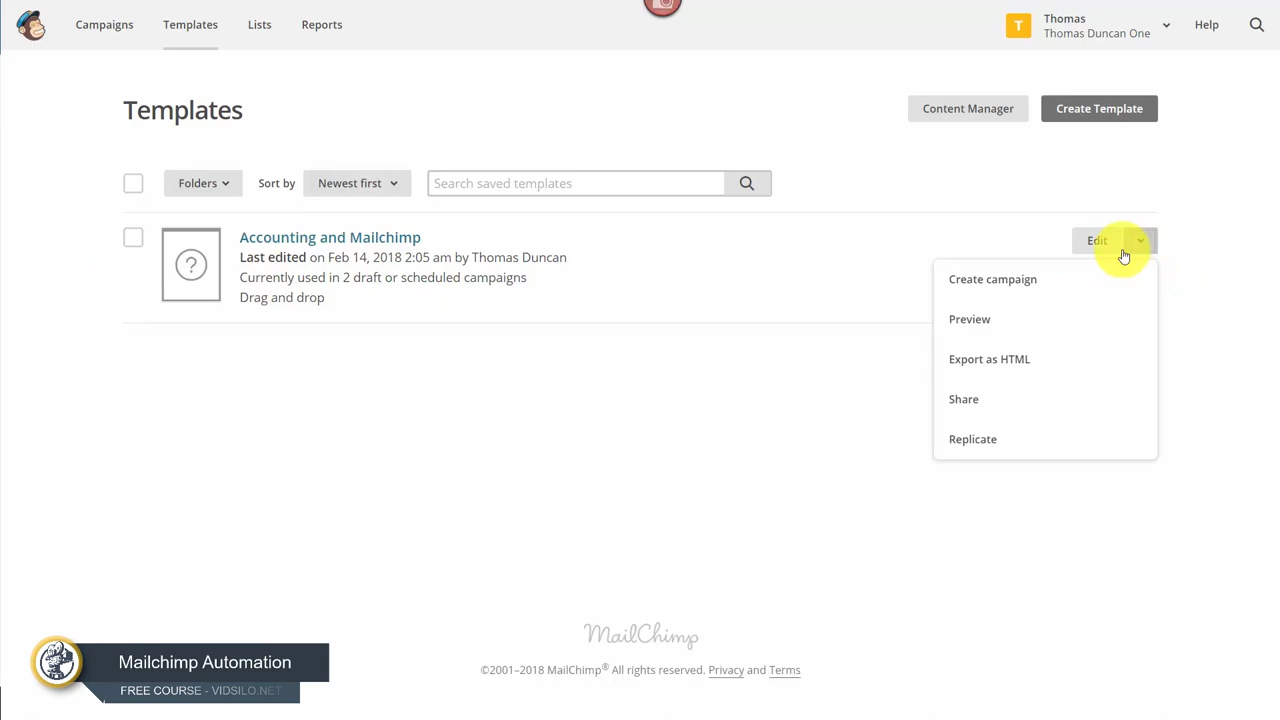 Campaigns
Templates
Lists
Reports
T
Thomas
Thomas Duncan One
Help
Templates
Content Manager
Create Template
Folders
Sort by
Newest first
Search saved templates
?
Accounting and Mailchimp
Last edited on Feb 14, 2018 2:05 am by Thomas Duncan
Currently used in 2 draft or scheduled campaigns
Drag and drop
Edit
Create campaign
Preview
Export as HTML
Share
Replicate
MailChimp
©2001–2018 MailChimp® All rights reserved. Privacy and Terms
Mailchimp Automation
FREE COURSE - VIDSILO.NET